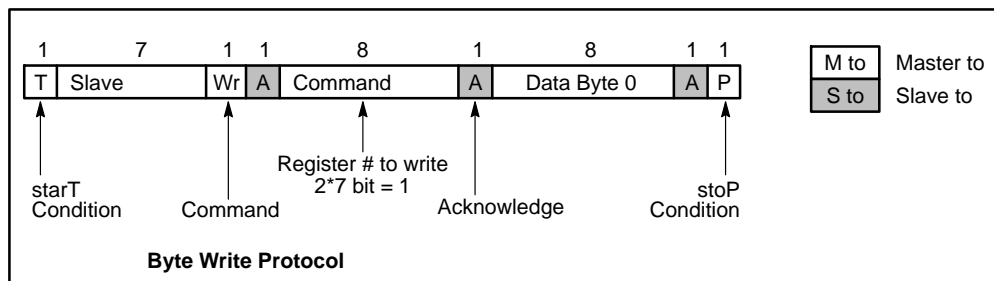 1 7 1 1 8 1 8 1 1
T Slave Wr A Command A Data Byte 0 A P
M to Master to
S to Slave to
Register # to write
2*7 bit = 1
starT
Condition
Command
Acknowledge
stoP
Condition
Byte Write Protocol